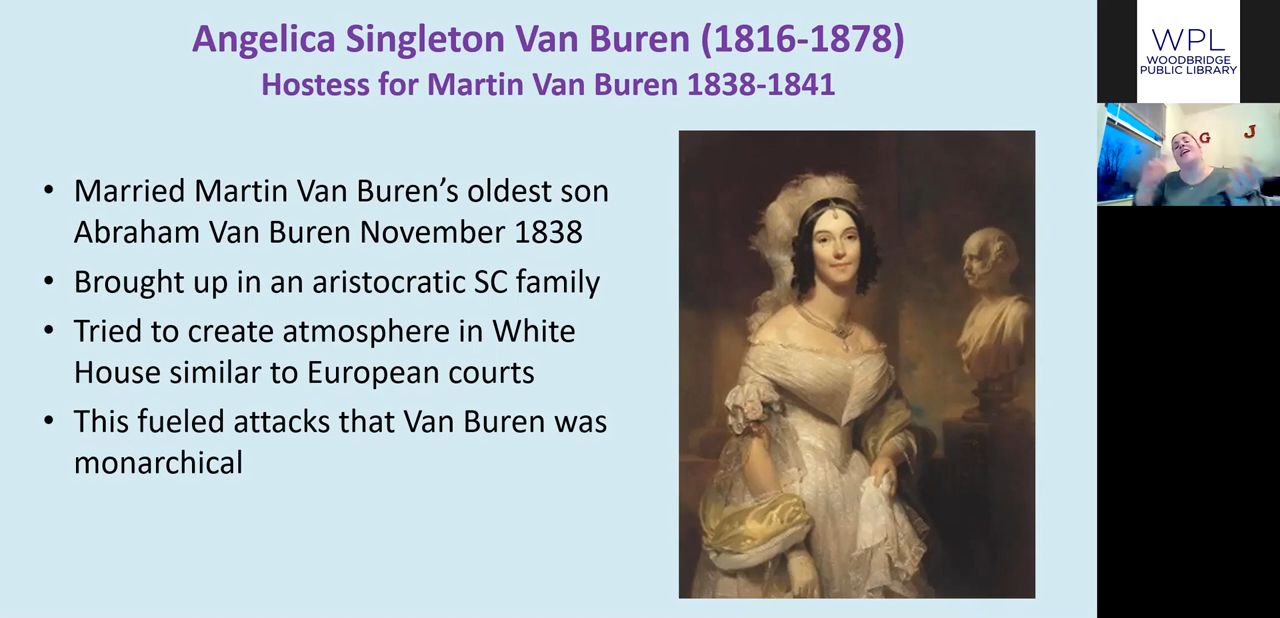 Angelica Singleton Van Buren (1816-1878)
Hostess for Martin Van Buren 1838-1841
• Married Martin Van Buren’s oldest son
Abraham Van Buren November 1838
• Brought up in an aristocratic SC family
• Tried to create atmosphere in White
House similar to European courts
• This fueled attacks that Van Buren was
monarchical
WPL
WOODBRIDGE
PUBLIC LIBRARY
G J